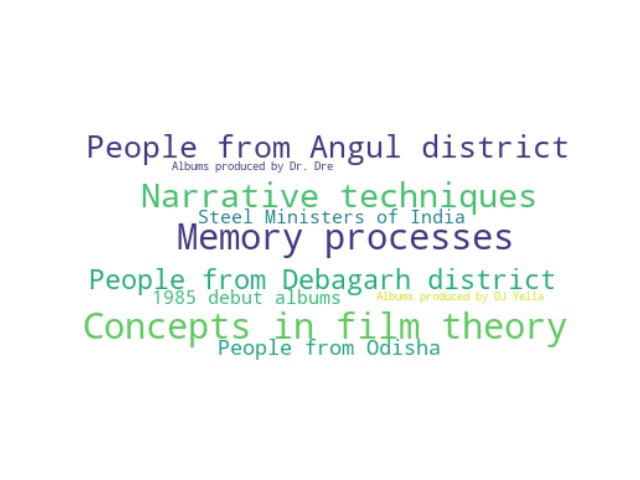 People from Angul district
Albums produced by Dr. Dre
Narrative techniques
Steel Ministers of India
Memory processes
People from Debagarh district
1985 debut albums
Albums produced by DJ Yella
Concepts in film theory
People from Odisha